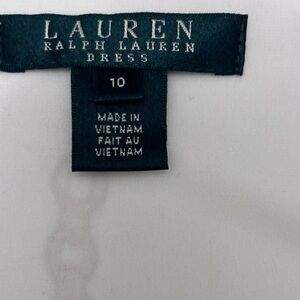 LAUREN
RALPH LAUREN
DRESS
10
MADE IN
VIETNAM
FAIT AU
VIETNAM